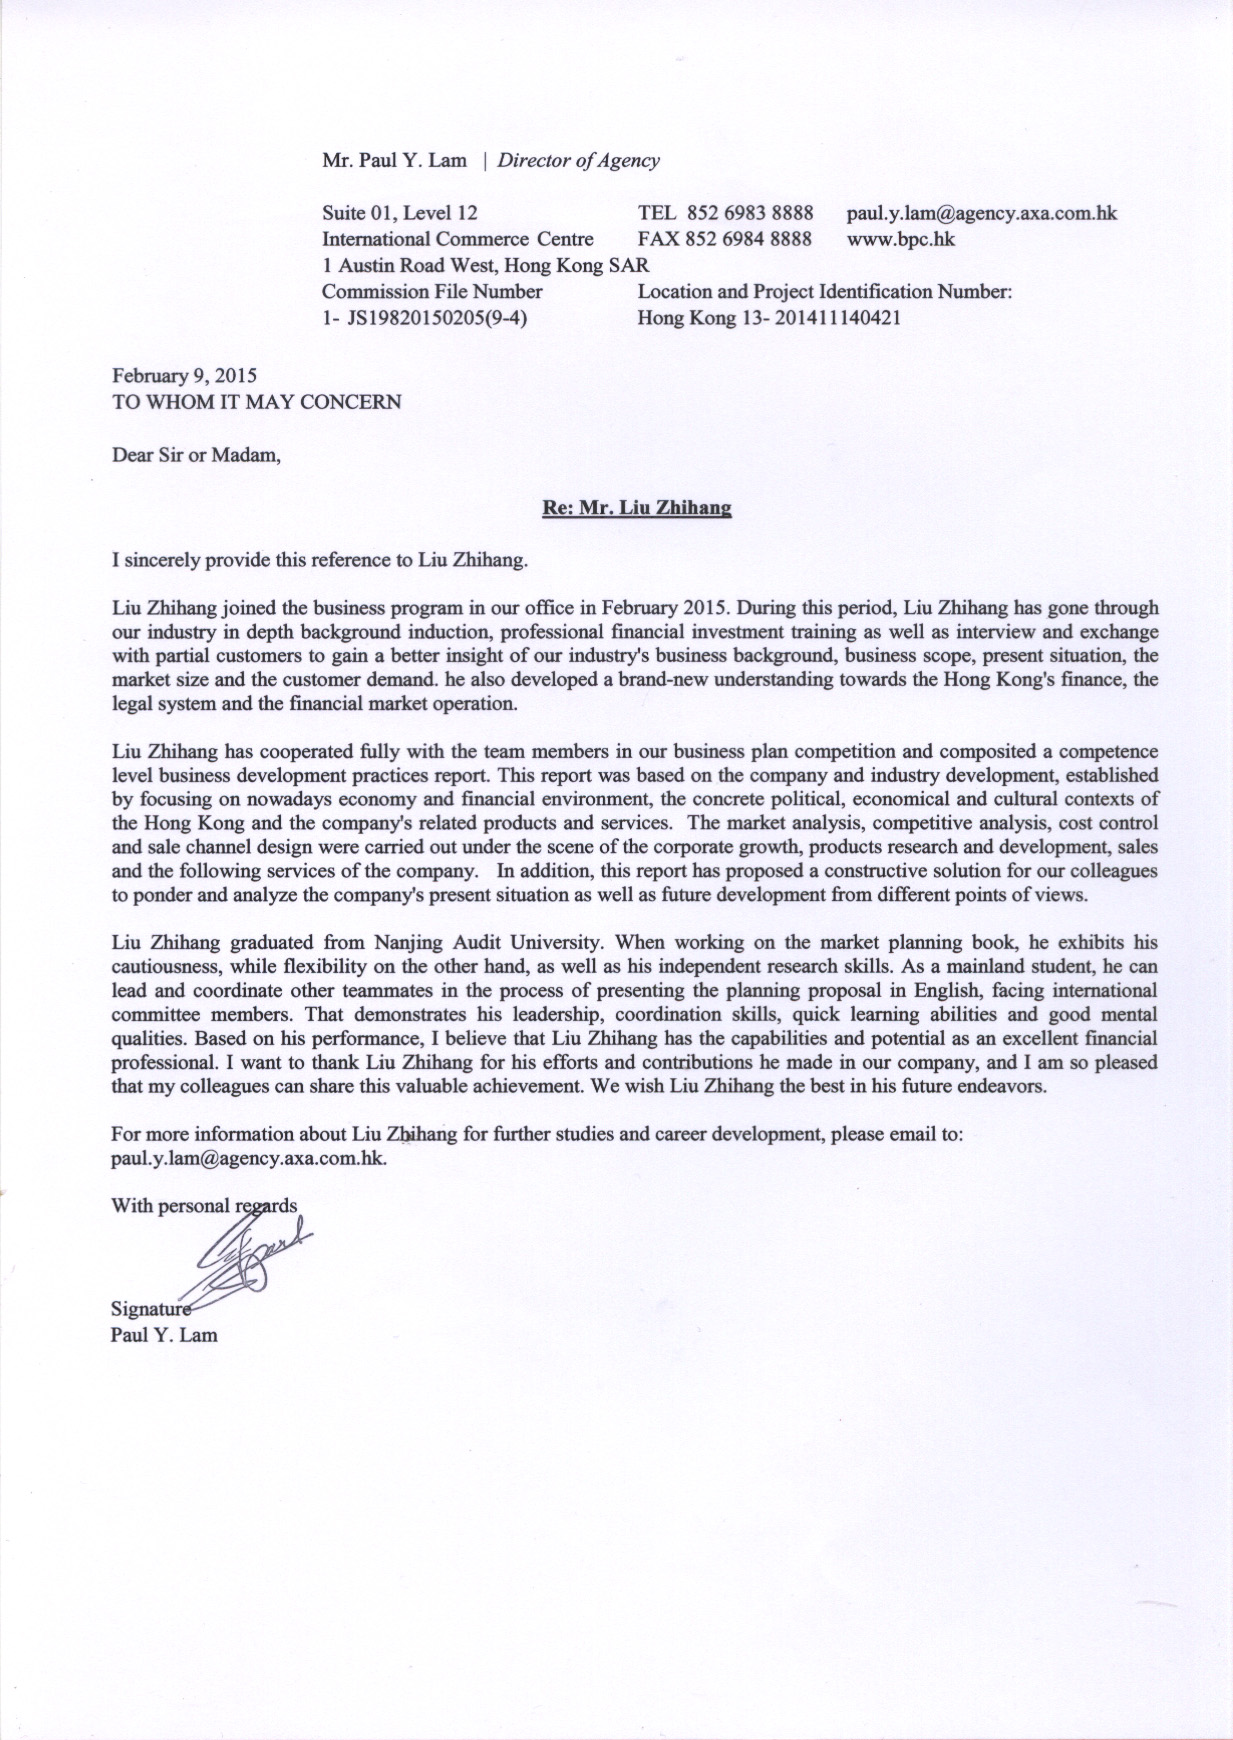 Mr. Paul Y. Lam | Director of Agency
Suite 01, Level 12 TEL 852 6983 8888 paul.y.lam@agency.axa.com.hk
International Commerce Centre FAX 852 6984 8888 www.bpc.hk
1 Austin Road West, Hong Kong SAR
Commission File Number Location and Project Identification Number:
1- JS19820150205(9-4) Hong Kong 13- 201411140421
February 9, 2015
TO WHOM IT MAY CONCERN
Dear Sir or Madam,
Re: Mr. Liu Zhihang
I sincerely provide this reference to Liu Zhihang.
Liu Zhihang joined the business program in our office in February 2015. During this period, Liu Zhihang has gone through
our industry in depth background induction, professional financial investment training as well as interview and exchange
with partial customers to gain a better insight of our industry's business background, business scope, present situation, the
market size and the customer demand. he also developed a brand-new understanding towards the Hong Kong's finance, the
legal system and the financial market operation.
Liu Zhihang has cooperated fully with the team members in our business plan competition and composited a competence
level business development practices report. This report was based on the company and industry development, established
by focusing on nowadays economy and financial environment, the concrete political, economical and cultural contexts of
the Hong Kong and the company's related products and services. The market analysis, competitive analysis, cost control
and sale channel design were carried out under the scene of the corporate growth, products research and development, sales
and the following services of the company. In addition, this report has proposed a constructive solution for our colleagues
to ponder and analyze the company's present situation as well as future development from different points of views.
Liu Zhihang graduated from Nanjing Audit University. When working on the market planning book, he exhibits his
cautiousness, while flexibility on the other hand, as well as his independent research skills. As a mainland student, he can
lead and coordinate other teammates in the process of presenting the planning proposal in English, facing international
committee members. That demonstrates his leadership, coordination skills, quick learning abilities and good mental
qualities. Based on his performance, I believe that Liu Zhihang has the capabilities and potential as an excellent financial
professional. I want to thank Liu Zhihang for his efforts and contributions he made in our company, and I am so pleased
that my colleagues can share this valuable achievement. We wish Liu Zhihang the best in his future endeavors.
For more information about Liu Zhihang for further studies and career development, please email to:
paul.y.lam@agency.axa.com.hk.
With personal regards
Signature
Paul Y. Lam